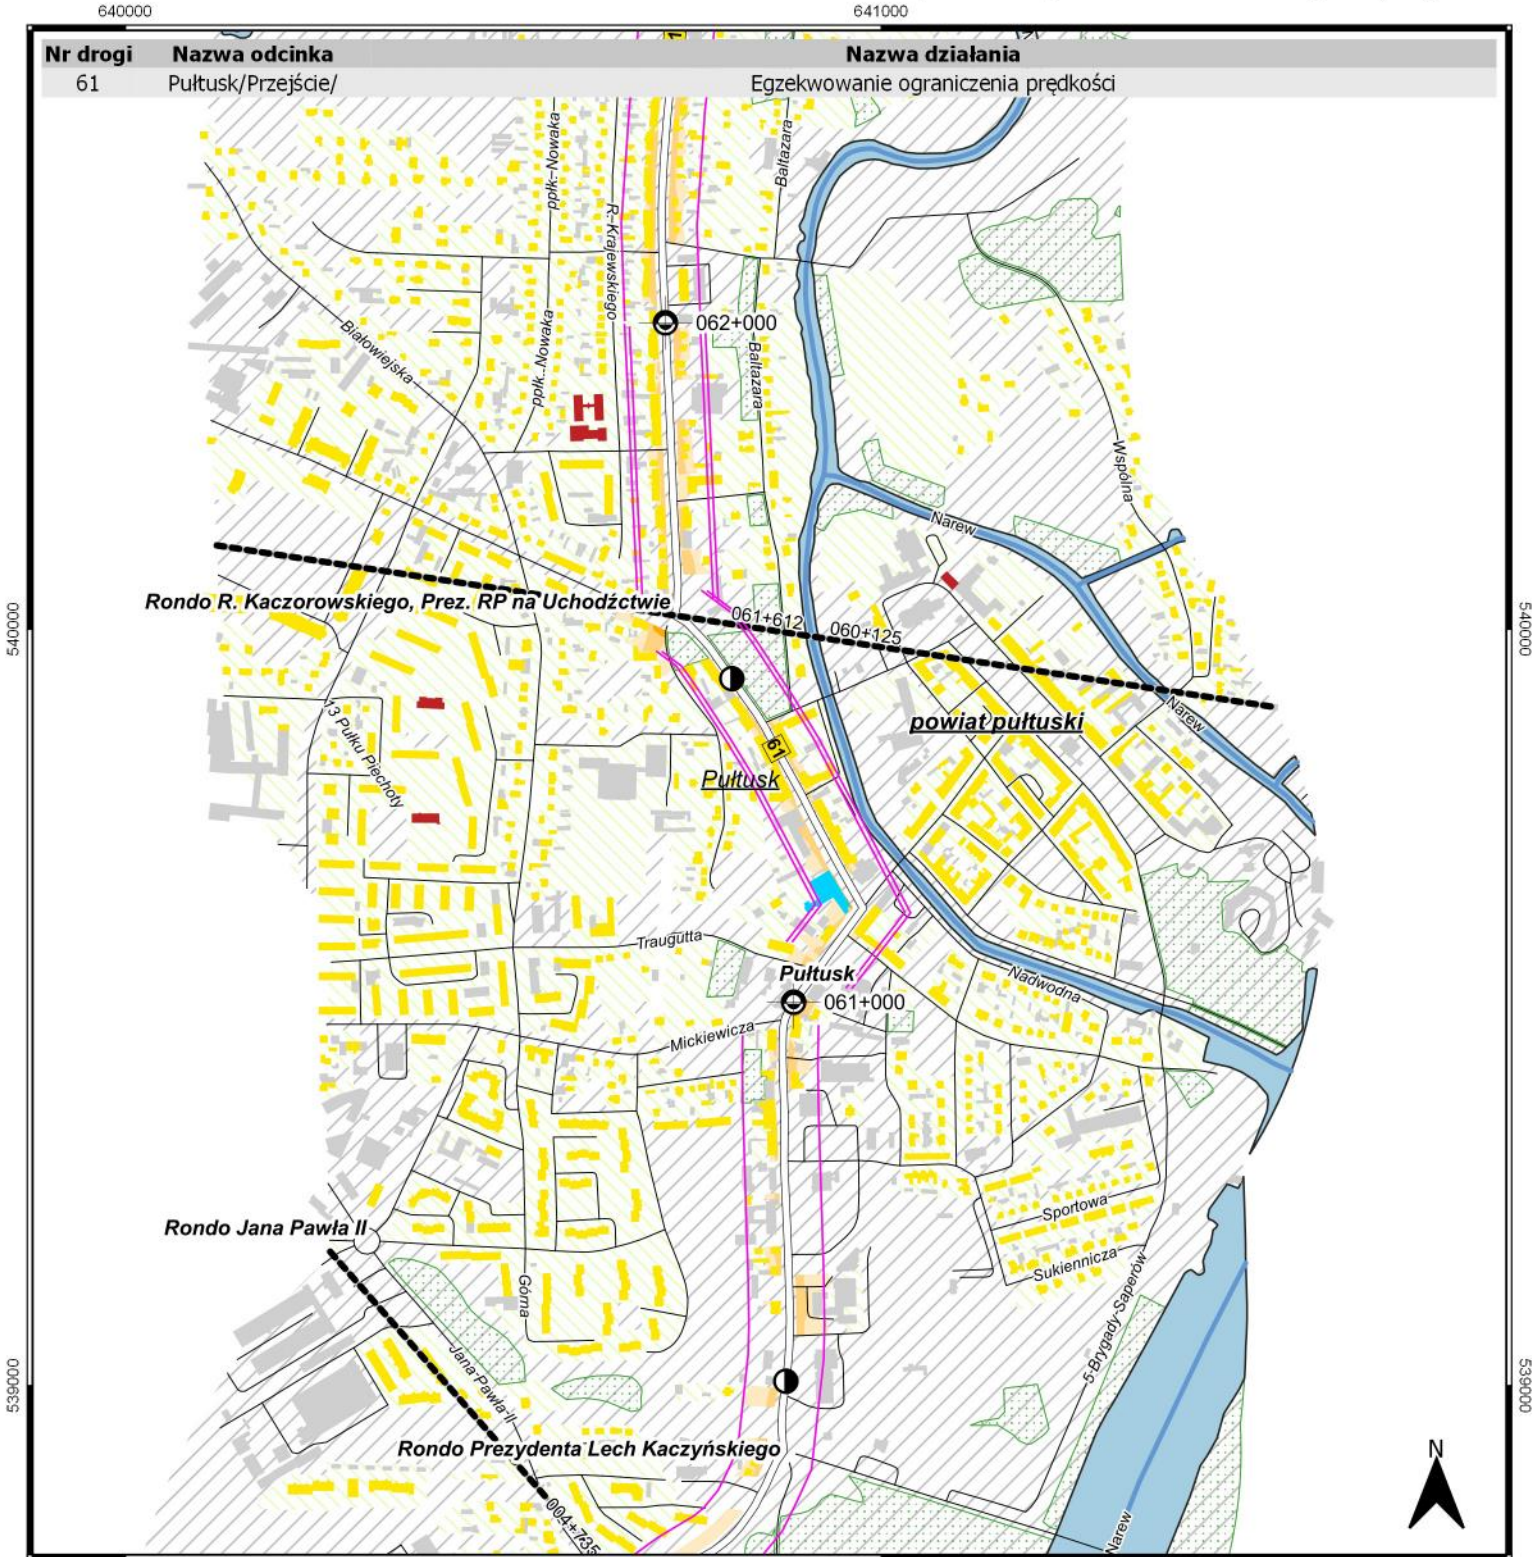 640000
641000
Nr drogi Nazwa odcinka Nazwa działania
61 Pułtusk/Przejście/ Egzekwowanie ograniczenia prędkości
ppłk. Nowaka
R. Krajewskiego
Baltazara
062+000
Białowiejska
ppłk. Nowaka
Baltazara
Wspólna
Narew
Rondo R. Kaczorowskiego, Prez. RP na Uchodźctwie
061+612
060+125
540000
540000
13 Pułku Piechoty
61
Pułtusk
powiat pułtuski
Narew
Traugutta
Pułtusk
061+000
Nadwodna
Mickiewicza
Rondo Jana Pawła II
Sportowa
Sukiennicza
Górna
5 Brygady Saperów
Jana Pawła II
539000
539000
Rondo Prezydenta Lech Kaczyńskiego
004+735
Narew
N